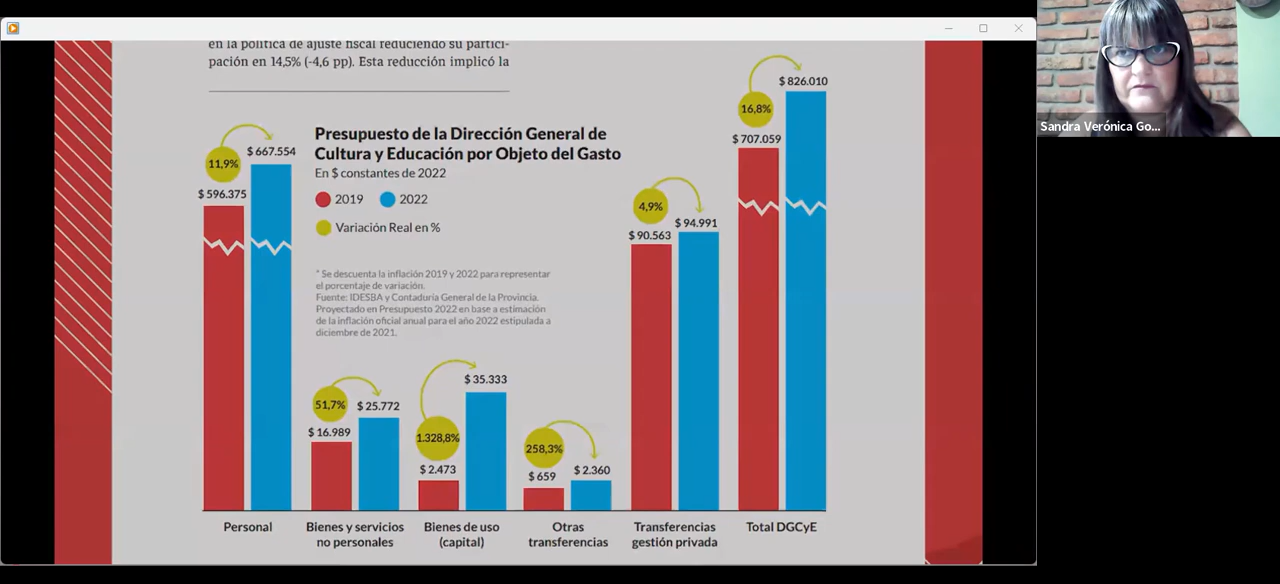 en la política de ajuste fiscal reduciendo su partici-
pación en 14,5% (-4,6 pp). Esta reducción implicó la
Presupuesto de la Dirección General de
Cultura y Educación por Objeto del Gasto
En $ constantes de 2022
2019 2022
Variación Real en %
* Se descuenta la inflación 2019 y 2022 para representar
el porcentaje de variación.
Fuente: IDESBA y Contaduría General de la Provincia.
Proyectado en Presupuesto 2022 en base a estimación
de la inflación oficial anual para el año 2022 estipulada a
diciembre de 2021.
11,9%
$ 667.554
$ 596.375
51,7%
$ 25.772
$ 16.989
$ 35.333
1.328,8%
$ 2.473
258,3%
$ 659
$ 2.360
4,9%
$ 94.991
$ 90.563
$ 826.010
16,8%
$ 707.059
Personal
Bienes y servicios
no personales
Bienes de uso
(capital)
Otras
transferencias
Transferencias
gestión privada
Total DGCyE
Sandra Verónica Go...